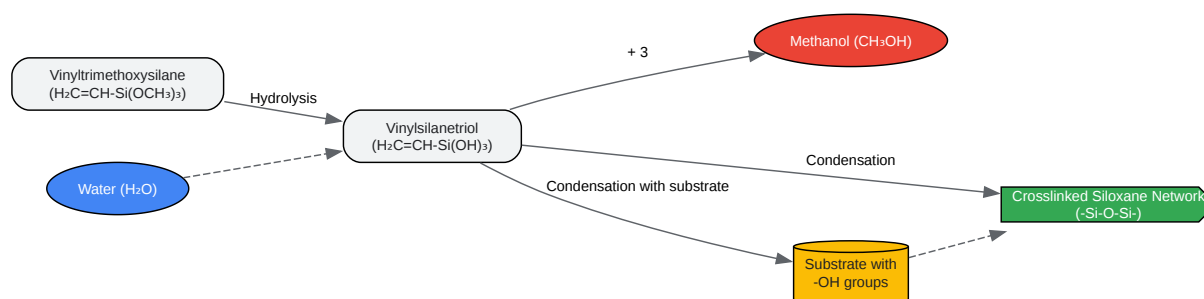 Vinyltrimethoxysilane
(H₂C=CH-Si(OCH₃)₃)
Hydrolysis
Water (H₂O)
Vinylsilanetriol
(H₂C=CH-Si(OH)₃)
+ 3
Methanol (CH₃OH)
Condensation
Condensation with substrate
Crosslinked Siloxane Network
(-Si-O-Si-)
Substrate with
-OH groups